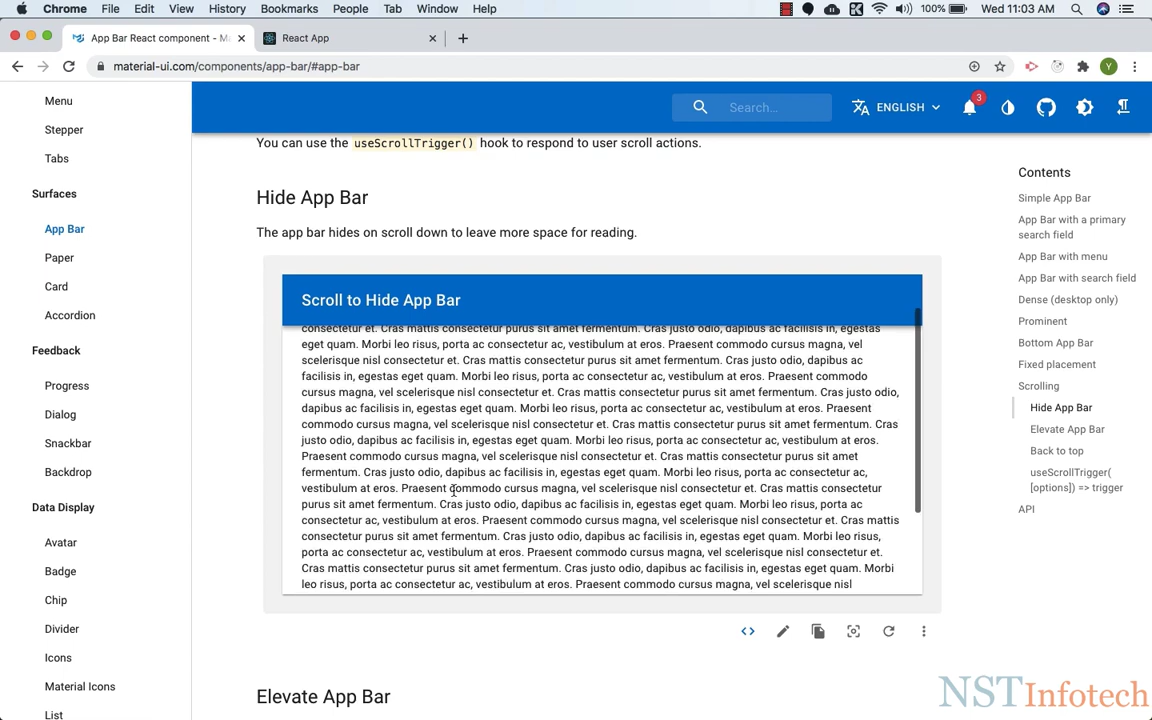 Chrome File Edit View History Bookmarks People Tab Window Help 100% Wed 11:03 AM
App Bar React component - M
React App
material-ui.com/components/app-bar/#app-bar
Y
Search...
ENGLISH
3
Menu
Stepper
Tabs
Surfaces
App Bar
Paper
Card
Accordion
Feedback
Progress
Dialog
Snackbar
Backdrop
Data Display
Avatar
Badge
Chip
Divider
Icons
Material Icons
List
You can use the useScrollTrigger() hook to respond to user scroll actions.
Hide App Bar
The app bar hides on scroll down to leave more space for reading.
Scroll to Hide App Bar
consectetur et. Cras mattis consectetur purus sit amet fermentum. Cras justo odio, dapibus ac facilisis in, egestas
eget quam. Morbi leo risus, porta ac consectetur ac, vestibulum at eros. Praesent commodo cursus magna, vel
scelerisque nisl consectetur et. Cras mattis consectetur purus sit amet fermentum. Cras justo odio, dapibus ac
facilisis in, egestas eget quam. Morbi leo risus, porta ac consectetur ac, vestibulum at eros. Praesent commodo
cursus magna, vel scelerisque nisl consectetur et. Cras mattis consectetur purus sit amet fermentum. Cras justo odio,
dapibus ac facilisis in, egestas eget quam. Morbi leo risus, porta ac consectetur ac, vestibulum at eros. Praesent
commodo cursus magna, vel scelerisque nisl consectetur et. Cras mattis consectetur purus sit amet fermentum. Cras
justo odio, dapibus ac facilisis in, egestas eget quam. Morbi leo risus, porta ac consectetur ac, vestibulum at eros.
Praesent commodo cursus magna, vel scelerisque nisl consectetur et. Cras mattis consectetur purus sit amet
fermentum. Cras justo odio, dapibus ac facilisis in, egestas eget quam. Morbi leo risus, porta ac consectetur ac,
vestibulum at eros. Praesent commodo cursus magna, vel scelerisque nisl consectetur et. Cras mattis consectetur
purus sit amet fermentum. Cras justo odio, dapibus ac facilisis in, egestas eget quam. Morbi leo risus, porta ac
consectetur ac, vestibulum at eros. Praesent commodo cursus magna, vel scelerisque nisl consectetur et. Cras mattis
consectetur purus sit amet fermentum. Cras justo odio, dapibus ac facilisis in, egestas eget quam. Morbi leo risus,
porta ac consectetur ac, vestibulum at eros. Praesent commodo cursus magna, vel scelerisque nisl consectetur et.
Cras mattis consectetur purus sit amet fermentum. Cras justo odio, dapibus ac facilisis in, egestas eget quam. Morbi
leo risus, porta ac consectetur ac, vestibulum at eros. Praesent commodo cursus magna, vel scelerisque nisl
Elevate App Bar
Contents
Simple App Bar
App Bar with a primary
search field
App Bar with menu
App Bar with search field
Dense (desktop only)
Prominent
Bottom App Bar
Fixed placement
Scrolling
Hide App Bar
Elevate App Bar
Back to top
useScrollTrigger(
[options]) => trigger
API
NSTInfotech